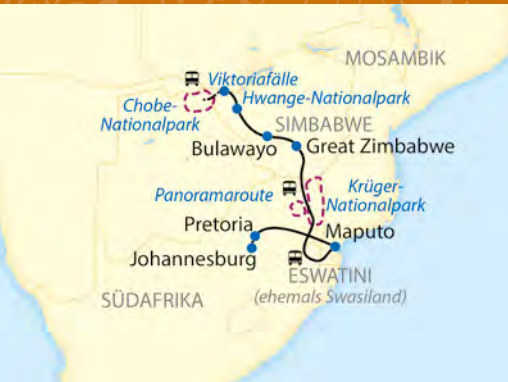 MOSAMBIK
Viktoriafälle
Chobe-
Nationalpark
Hwange-Nationalpark
SIMBABWE
Bulawayo
Great Zimbabwe
Panoramaroute
Krüger-
Nationalpark
Pretoria
Maputo
Johannesburg
ESWATINI
(ehemals Swasiland)
SÜDAFRIKA